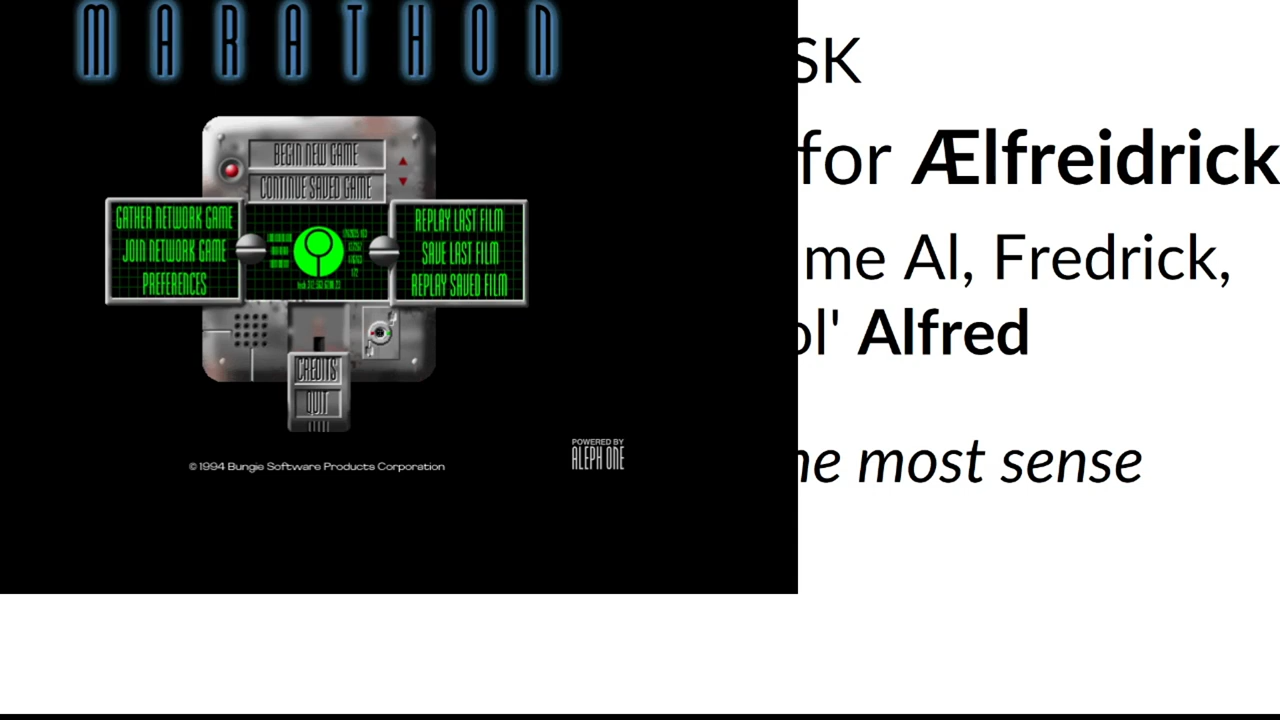 MARATHON
SK
for Ælfreidrick
BEGIN NEW GAME
CONTINUE SAVED GAME
GATHER NETWORK GAME
JOIN NETWORK GAME
PREFERENCES
REPLAY LAST FILM
SAVE LAST FILM
REPLAY SAVED FILM
me Al, Fredrick,
ol' Alfred
CREDITS
QUIT
POWERED BY
ALEPH ONE
©1994 Bungie Software Products Corporation
he most sense